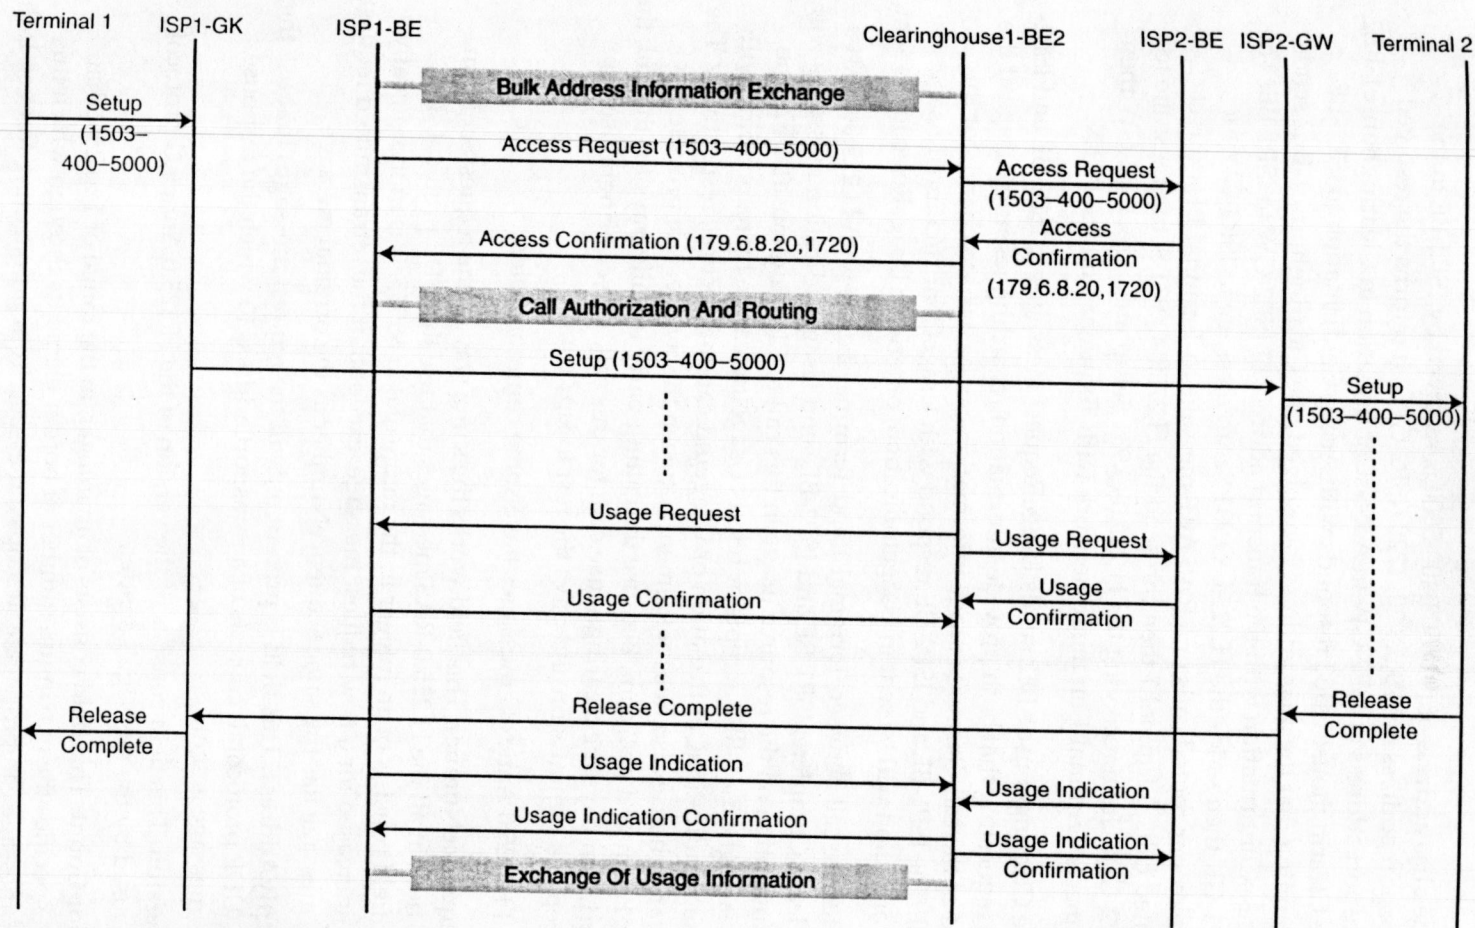 Terminal 1
ISP1-GK
ISP1-BE
Clearinghouse1-BE2
ISP2-BE
ISP2-GW
Terminal 2
Bulk Address Information Exchange
Setup
(1503–
400–5000)
Access Request (1503–400–5000)
Access Request
(1503–400–5000)
Access Confirmation (179.6.8.20,1720)
Access
Confirmation
(179.6.8.20,1720)
Call Authorization And Routing
Setup (1503–400–5000)
Setup
(1503–400–5000)
Usage Request
Usage Request
Usage Confirmation
Usage
Confirmation
Release Complete
Release
Complete
Release
Complete
Usage Indication
Usage Indication
Usage Indication Confirmation
Usage Indication
Confirmation
Exchange Of Usage Information